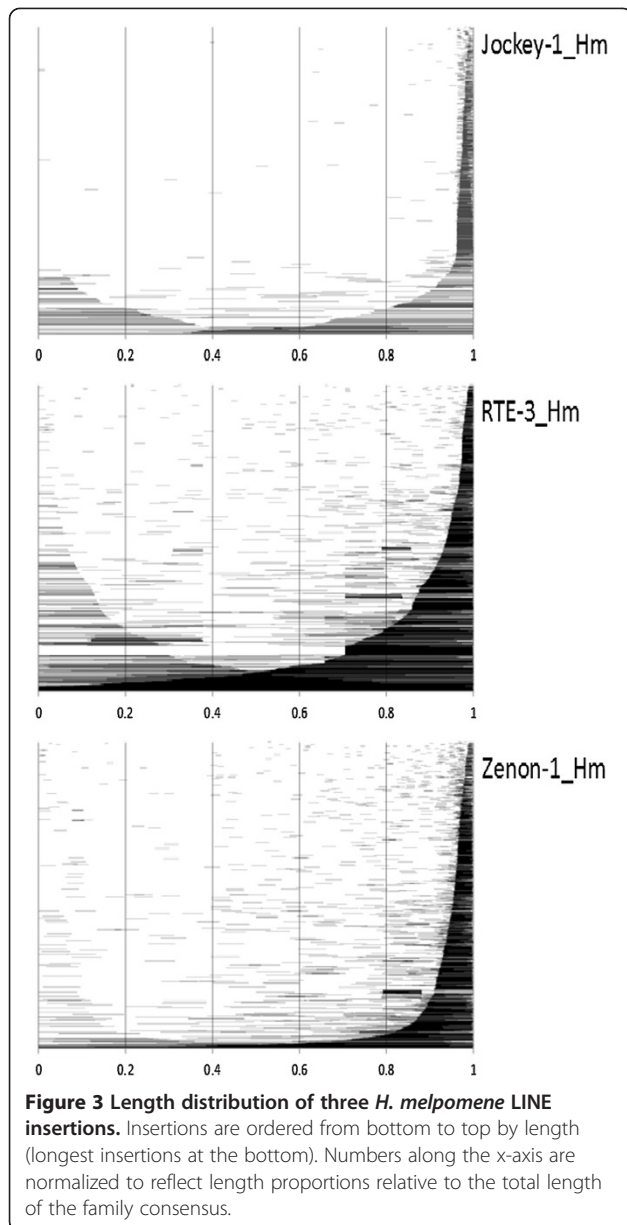 Jockey-1_Hm
0 0.2 0.4 0.6 0.8 1
RTE-3_Hm
0 0.2 0.4 0.6 0.8 1
Zenon-1_Hm
0 0.2 0.4 0.6 0.8 1
Figure 3 Length distribution of three H. melpomene LINE
insertions. Insertions are ordered from bottom to top by length
(longest insertions at the bottom). Numbers along the x-axis are
normalized to reflect length proportions relative to the total length
of the family consensus.